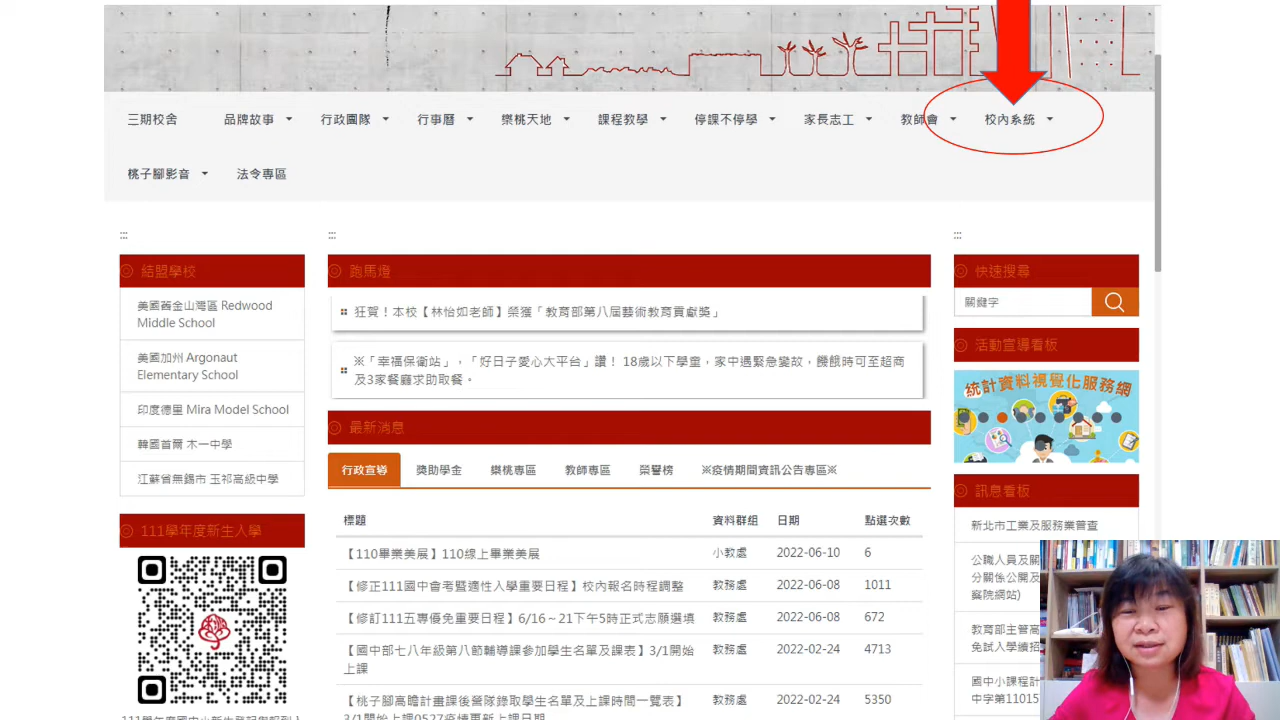 三期校舍 品牌故事 行政團隊 行事曆 樂桃天地 課程教學 停課不停學 家長志工 教師會 校內系統
桃子腳影音 法令專區
結盟學校
美國舊金山灣區 Redwood
Middle School
美國加州 Argonaut
Elementary School
印度德里 Mira Model School
韓國首爾 木一中學
江蘇省無錫市 玉祁高級中學
111學年度新生入學
跑馬燈
狂賀！本校【林怡如老師】榮獲「教育部第八屆藝術教育貢獻獎」
※「幸福保衛站」，「好日子愛心大平台」讚！ 18歲以下學童，家中遇緊急變故，饑餓時可至超商
及3家餐廳求助取餐。
最新消息
行政宣導 獎助學金 樂桃專區 教師專區 榮譽榜 ※疫情期間資訊公告專區※
標題 資料群組 日期 點選次數
【110畢業美展】110線上畢業美展 小教處 2022-06-10 6
【修正111國中會考暨適性入學重要日程】校內報名時程調整 教務處 2022-06-08 1011
【修訂111五專優免重要日程】6/16～21下午5時正式志願選填 教務處 2022-06-08 672
【國中部七八年級第八節輔導課參加學生名單及課表】3/1開始
上課 教務處 2022-02-24 4713
【桃子腳高瞻計畫課後營隊錄取學生名單及上課時間一覽表】 教務處 2022-02-24 5350
快速搜尋
關鍵字
活動宣導看板
統計資料視覺化服務網
訊息看板
新北市工業及服務業普查
公職人員及關
分關係公開及
察院網站)
教育部主管高
免試入學續招
國中小課程計
中字第11015